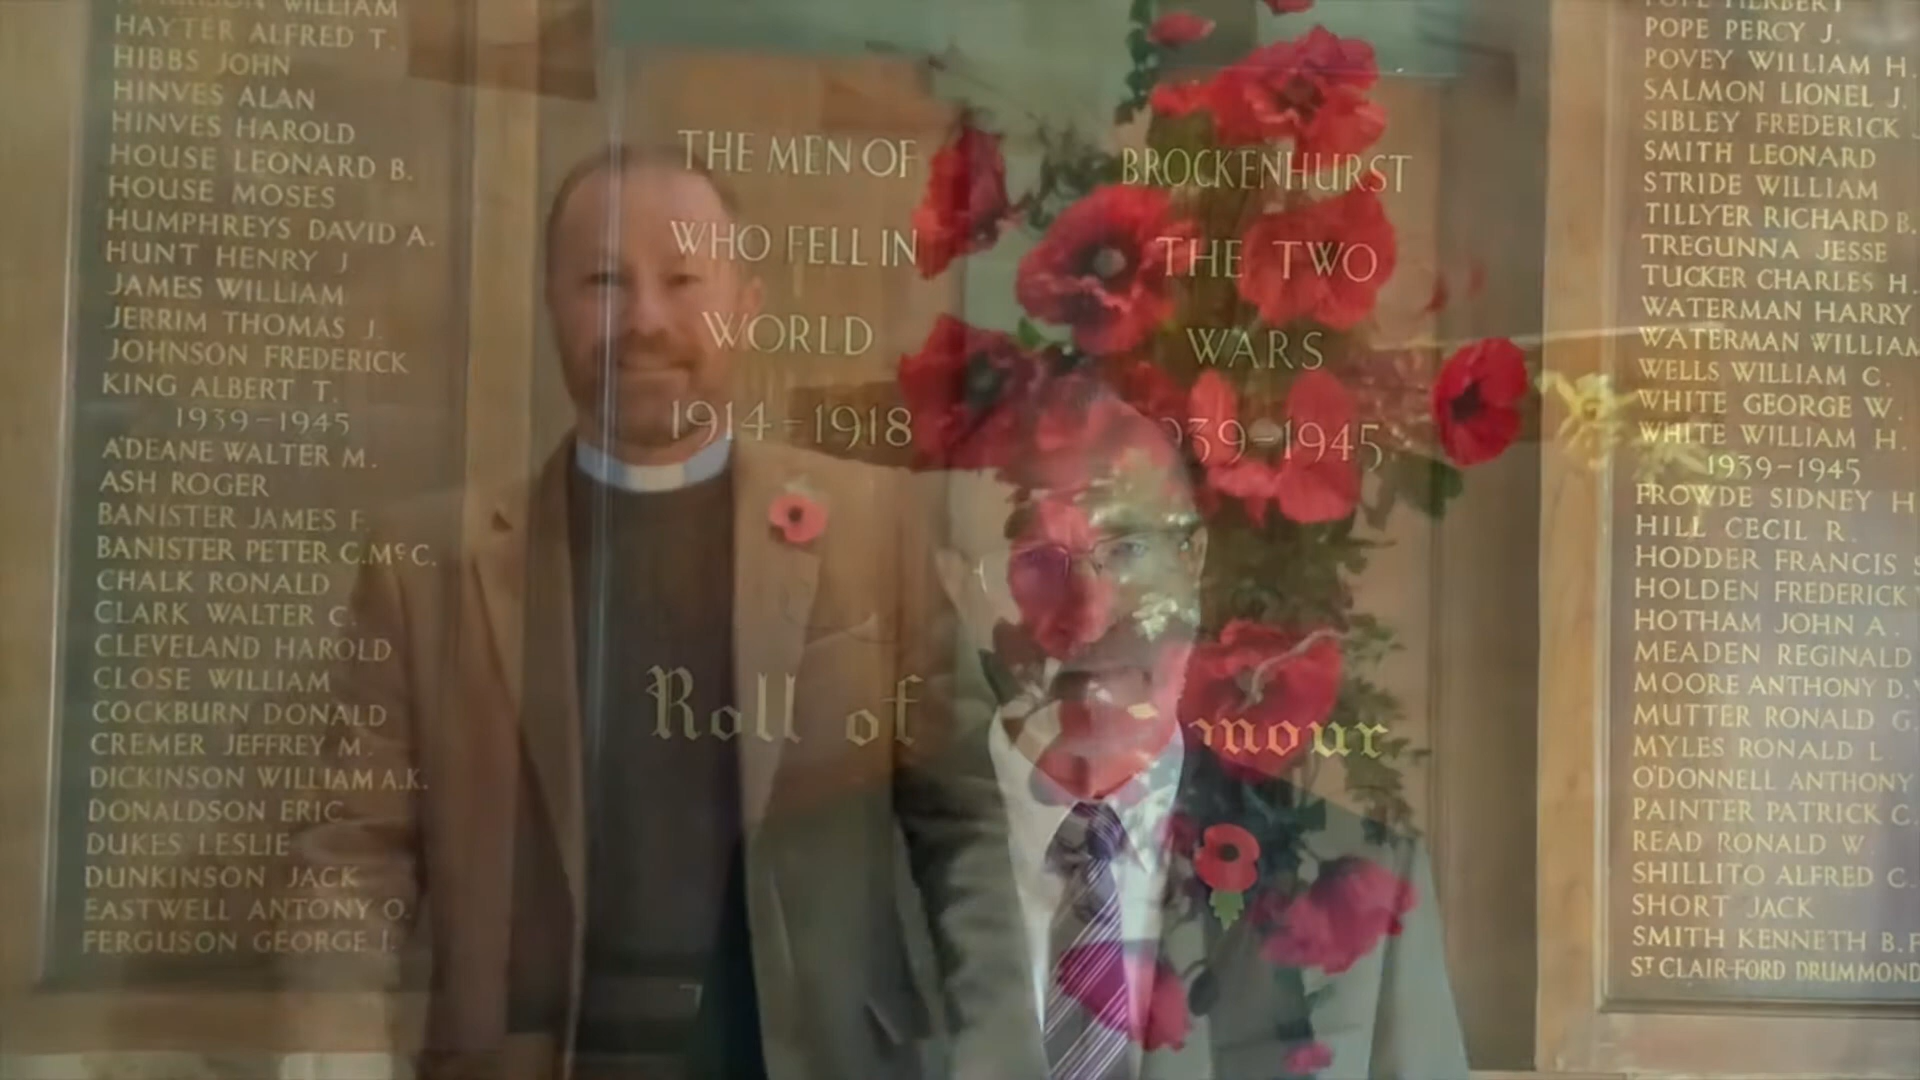 WILLIAM
HAYTER ALFRED T.
HIBBS JOHN
HINVES ALAN
HINVES HAROLD
HOUSE LEONARD B.
HOUSE MOSES
HUMPHREYS DAVID A.
HUNT HENRY J
JAMES WILLIAM
JERRIM THOMAS J.
JOHNSON FREDERICK
KING ALBERT T.
1939-1945
A'DEANE WALTER M.
ASH ROGER
BANISTER JAMES F.
BANISTER PETER C.McC.
CHALK RONALD
CLARK WALTER C.
CLEVELAND HAROLD
CLOSE WILLIAM
COCKBURN DONALD
CREMER JEFFREY M.
DICKINSON WILLIAM A.K.
DONALDSON ERIC
DUKES LESLIE
DUNKINSON JACK
EASTWELL ANTONY O.
FERGUSON GEORGE J.
THE MEN OF BROCKENHURST
WHO FELL IN THE TWO
WORLD WARS
1914-1918 939-1945
Roll of nour
POPE HERBERT
POPE PERCY J.
POVEY WILLIAM H.
SALMON LIONEL J.
SIBLEY FREDERICK
SMITH LEONARD
STRIDE WILLIAM
TILLYER RICHARD B.
TREGUNNA JESSE
TUCKER CHARLES H.
WATERMAN HARRY
WATERMAN WILLIAM
WELLS WILLIAM C.
WHITE GEORGE W.
WHITE WILLIAM H.
1939-1945
FROWDE SIDNEY H
HILL CECIL R.
HODDER FRANCIS S
HOLDEN FREDERICK
HOTHAM JOHN A.
MEADEN REGINALD
MOORE ANTHONY D.
MUTTER RONALD G.
MYLES RONALD L
O'DONNELL ANTHONY
PAINTER PATRICK C.
READ RONALD W
SHILLITO ALFRED C.
SHORT JACK
SMITH KENNETH B.F
ST CLAIR-FORD DRUMMOND